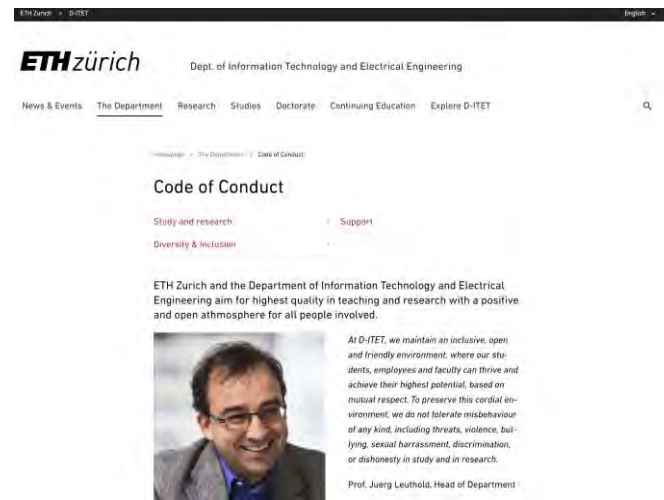 ETH Zurich > D-ITET
English
ETH zürich
Dept. of Information Technology and Electrical Engineering
News & Events The Department Research Studies Doctorate Continuing Education Explore D-ITET
Homepage > The Department > Code of Conduct
Code of Conduct
Study and research
Support
Diversity & Inclusion
ETH Zurich and the Department of Information Technology and Electrical
Engineering aim for highest quality in teaching and research with a positive
and open athmosphere for all people involved.
At D-ITET, we maintain an inclusive, open
and friendly environment, where our stu-
dents, employees and faculty can thrive and
achieve their highest potential, based on
mutual respect. To preserve this cordial en-
vironment, we do not tolerate misbehaviour
of any kind, including threats, violence, bul-
lying, sexual harrassment, discrimination,
or dishonesty in study and in research.
Prof. Juerg Leuthold, Head of Department